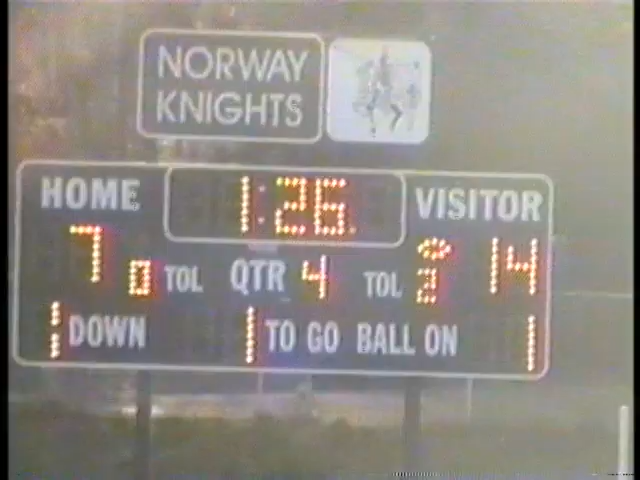 NORWAY
KNIGHTS
HOME 1:26 VISITOR
7 0 TOL QTR 4 TOL 2 14
1 DOWN 1 TO GO BALL ON 1